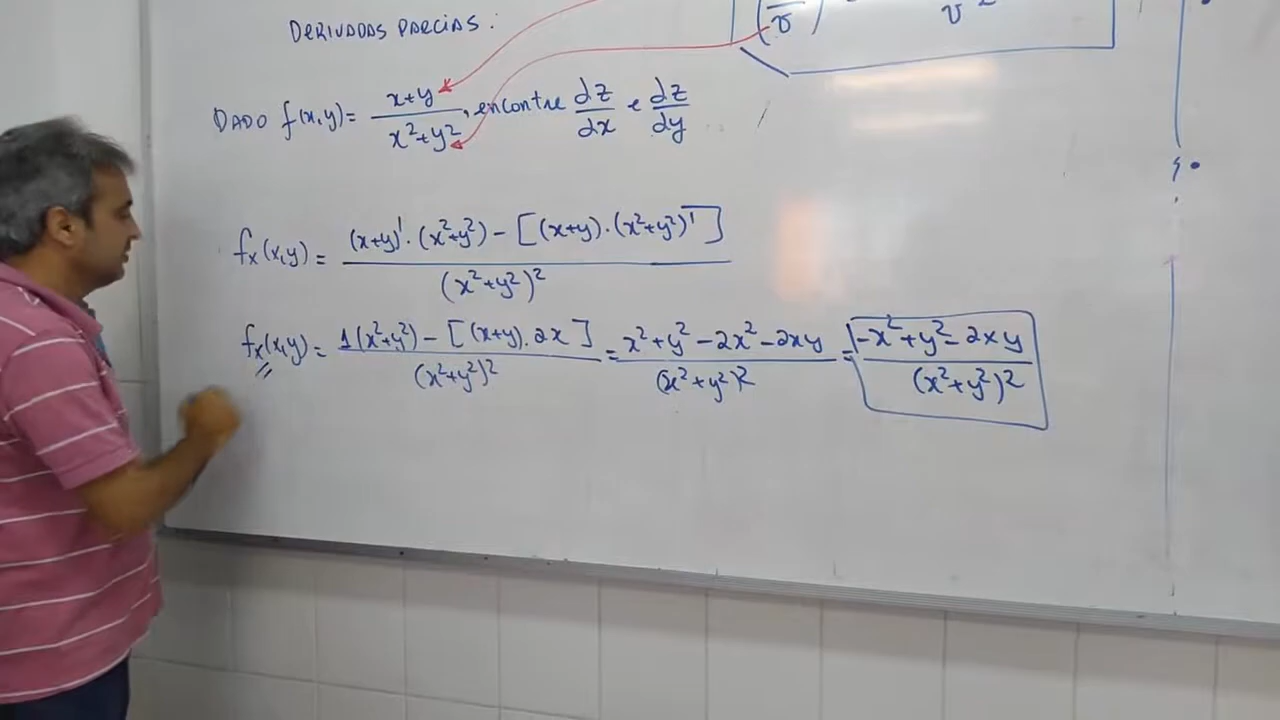 DERIVADAS PARCIAS:
(‾/v) v²
DADO f(x,y)= (x+y)/(x²+y²), encontre dz/dx e dz/dy
fx(x,y) = ((x+y)'·(x²+y²) - [(x+y)·(x²+y²)'])/(x²+y²)²
fx(x,y) = (1(x²+y²) - [(x+y).2x])/(x²+y²)² = (x²+y²-2x²-2xy)/(x²+y²)² = (-x²+y²-2xy)/(x²+y²)²